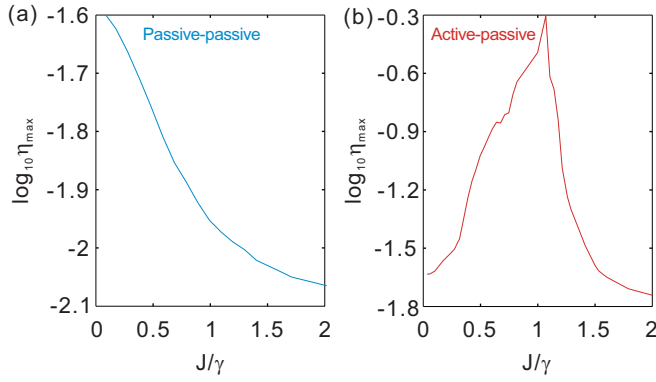 (a)
Passive-passive
-1.6
-1.7
-1.8
-1.9
-2
-2.1
log₁₀ η_max
0
0.5
1
1.5
2
J/γ
(b)
Active-passive
-0.3
-0.6
-0.9
-1.2
-1.5
-1.8
log₁₀ η_max
0
0.5
1
1.5
2
J/γ